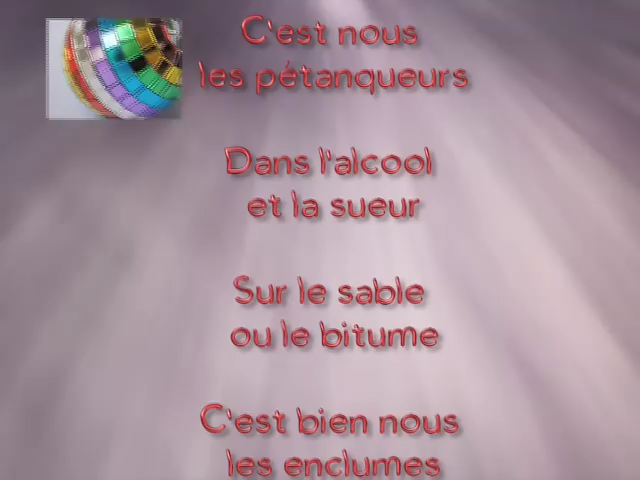 C'est nous
les pétanqueurs
Dans l'alcool
et la sueur
Sur le sable
ou le bitume
C'est bien nous
les enclumes